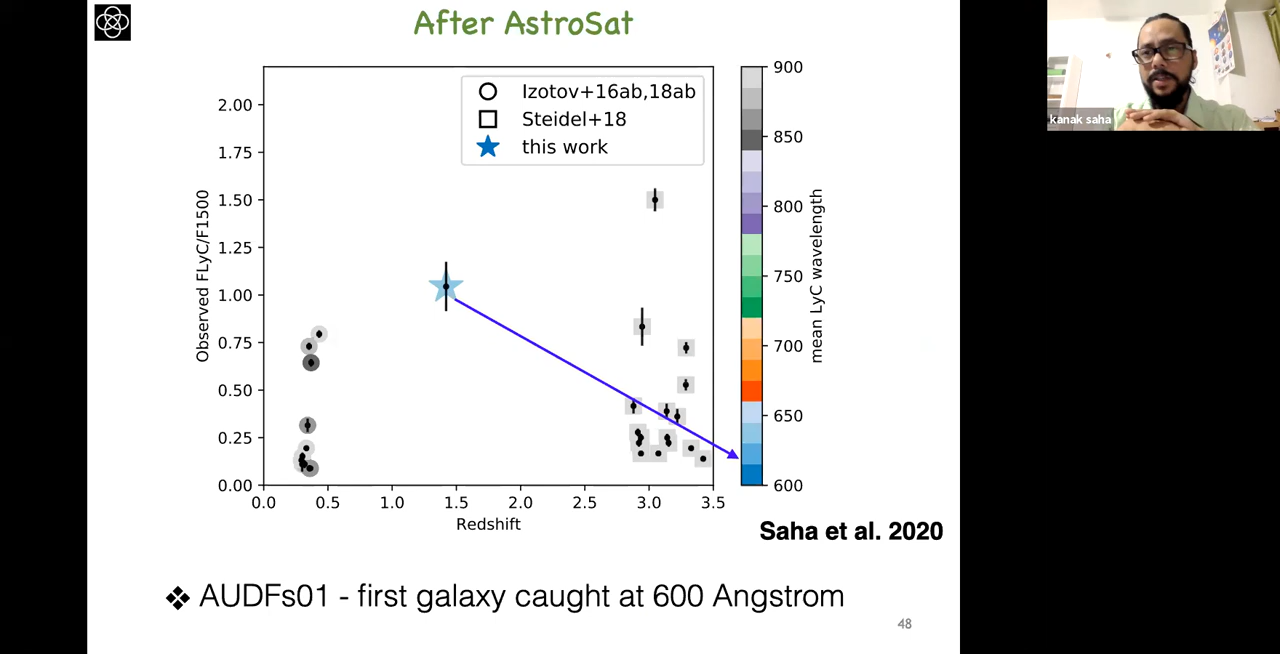 After AstroSat
kanak saha
Izotov+16ab,18ab
Steidel+18
this work
Observed FLyC/F1500
2.00
1.75
1.50
1.25
1.00
0.75
0.50
0.25
0.00
0.0 0.5 1.0 1.5 2.0 2.5 3.0 3.5
Redshift
900
850
800
750
700
650
600
mean LyC wavelength
Saha et al. 2020
❖ AUDFs01 - first galaxy caught at 600 Angstrom
48